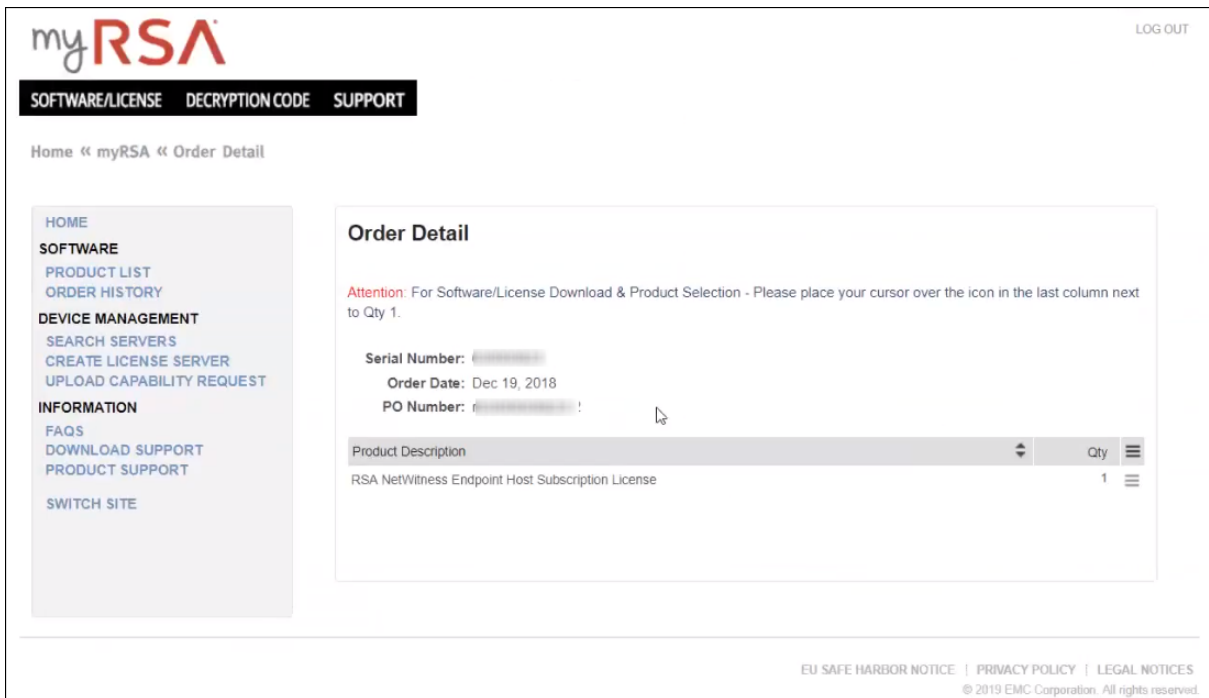 myRSA
LOG OUT
SOFTWARE/LICENSE DECRYPTION CODE SUPPORT
Home « myRSA « Order Detail
HOME
SOFTWARE
PRODUCT LIST
ORDER HISTORY
DEVICE MANAGEMENT
SEARCH SERVERS
CREATE LICENSE SERVER
UPLOAD CAPABILITY REQUEST
INFORMATION
FAQS
DOWNLOAD SUPPORT
PRODUCT SUPPORT
SWITCH SITE
Order Detail
Attention: For Software/License Download & Product Selection - Please place your cursor over the icon in the last column next
to Qty 1.
Serial Number:
Order Date: Dec 19, 2018
PO Number:
Product Description Qty
RSA NetWitness Endpoint Host Subscription License 1
EU SAFE HARBOR NOTICE | PRIVACY POLICY | LEGAL NOTICES
© 2019 EMC Corporation. All rights reserved.